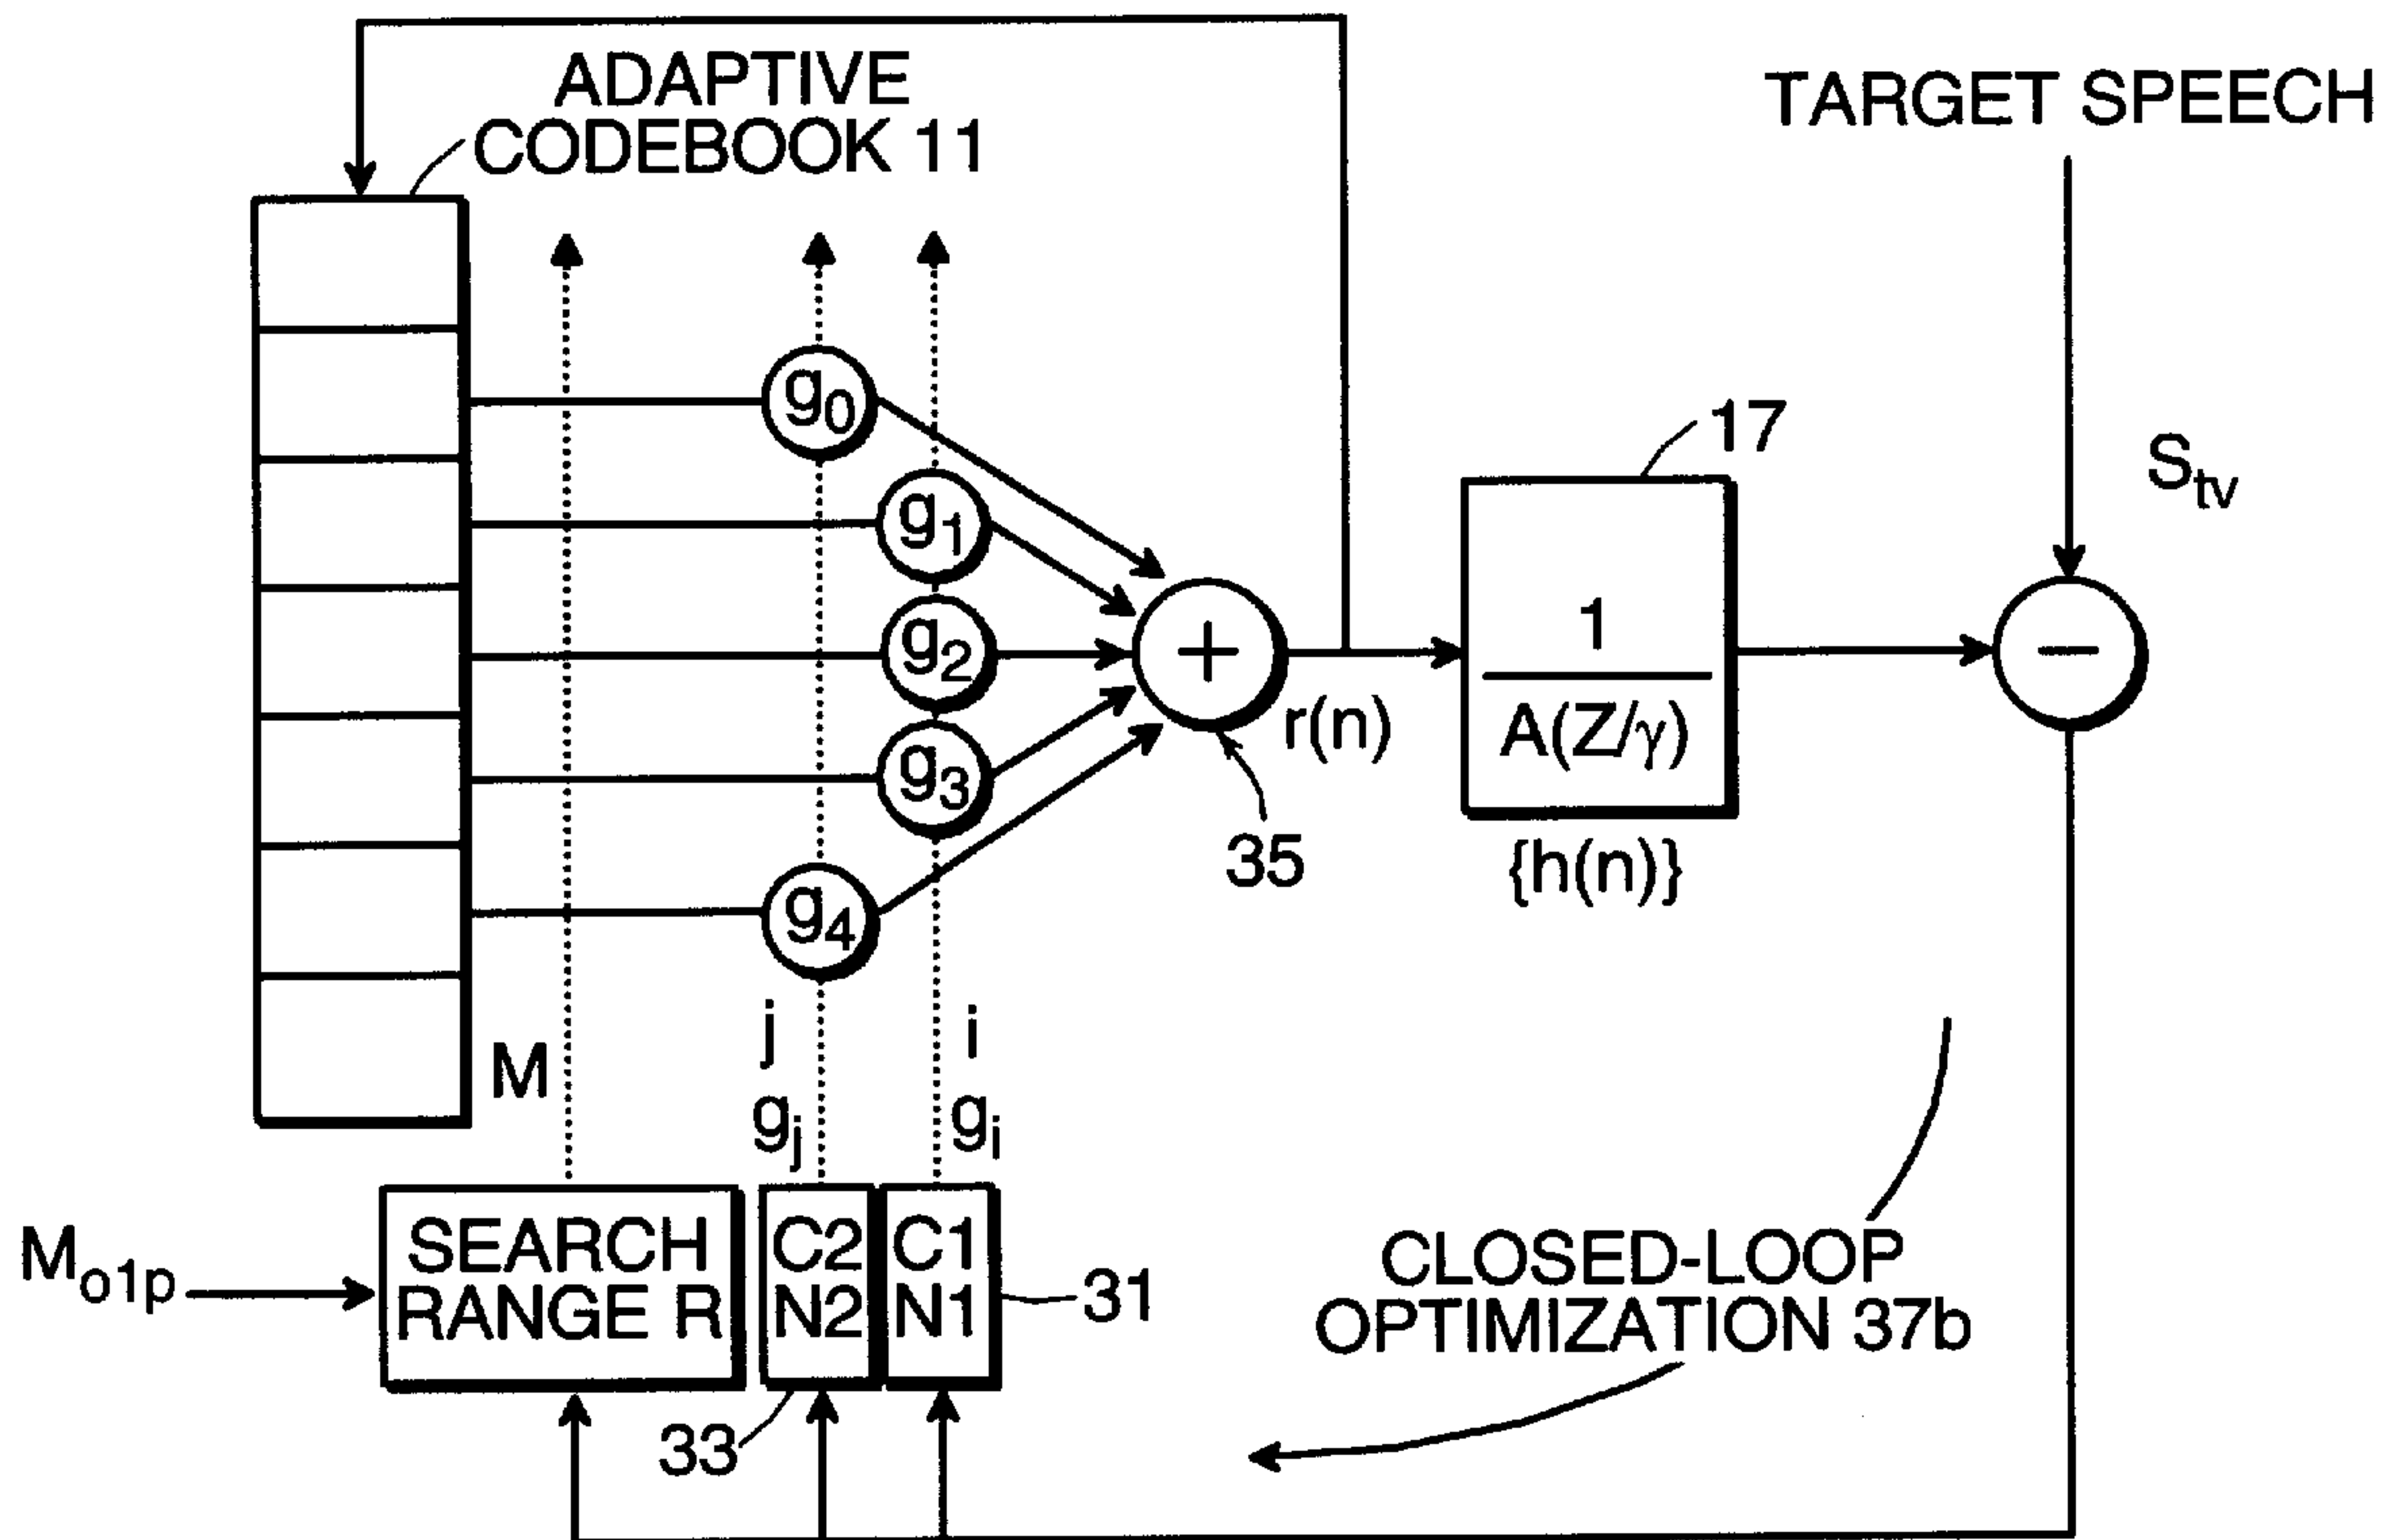 ADAPTIVE
CODEBOOK 11
TARGET SPEECH
g0
17
Stv
g1
g2
+
1
A(Z/γ)
−
r(n)
g3
35
{h(n)}
g4
M
j
gj
i
gi
Mo1p
SEARCH
RANGE R
C2
N2
C1
N1
31
33
CLOSED-LOOP
OPTIMIZATION 37b